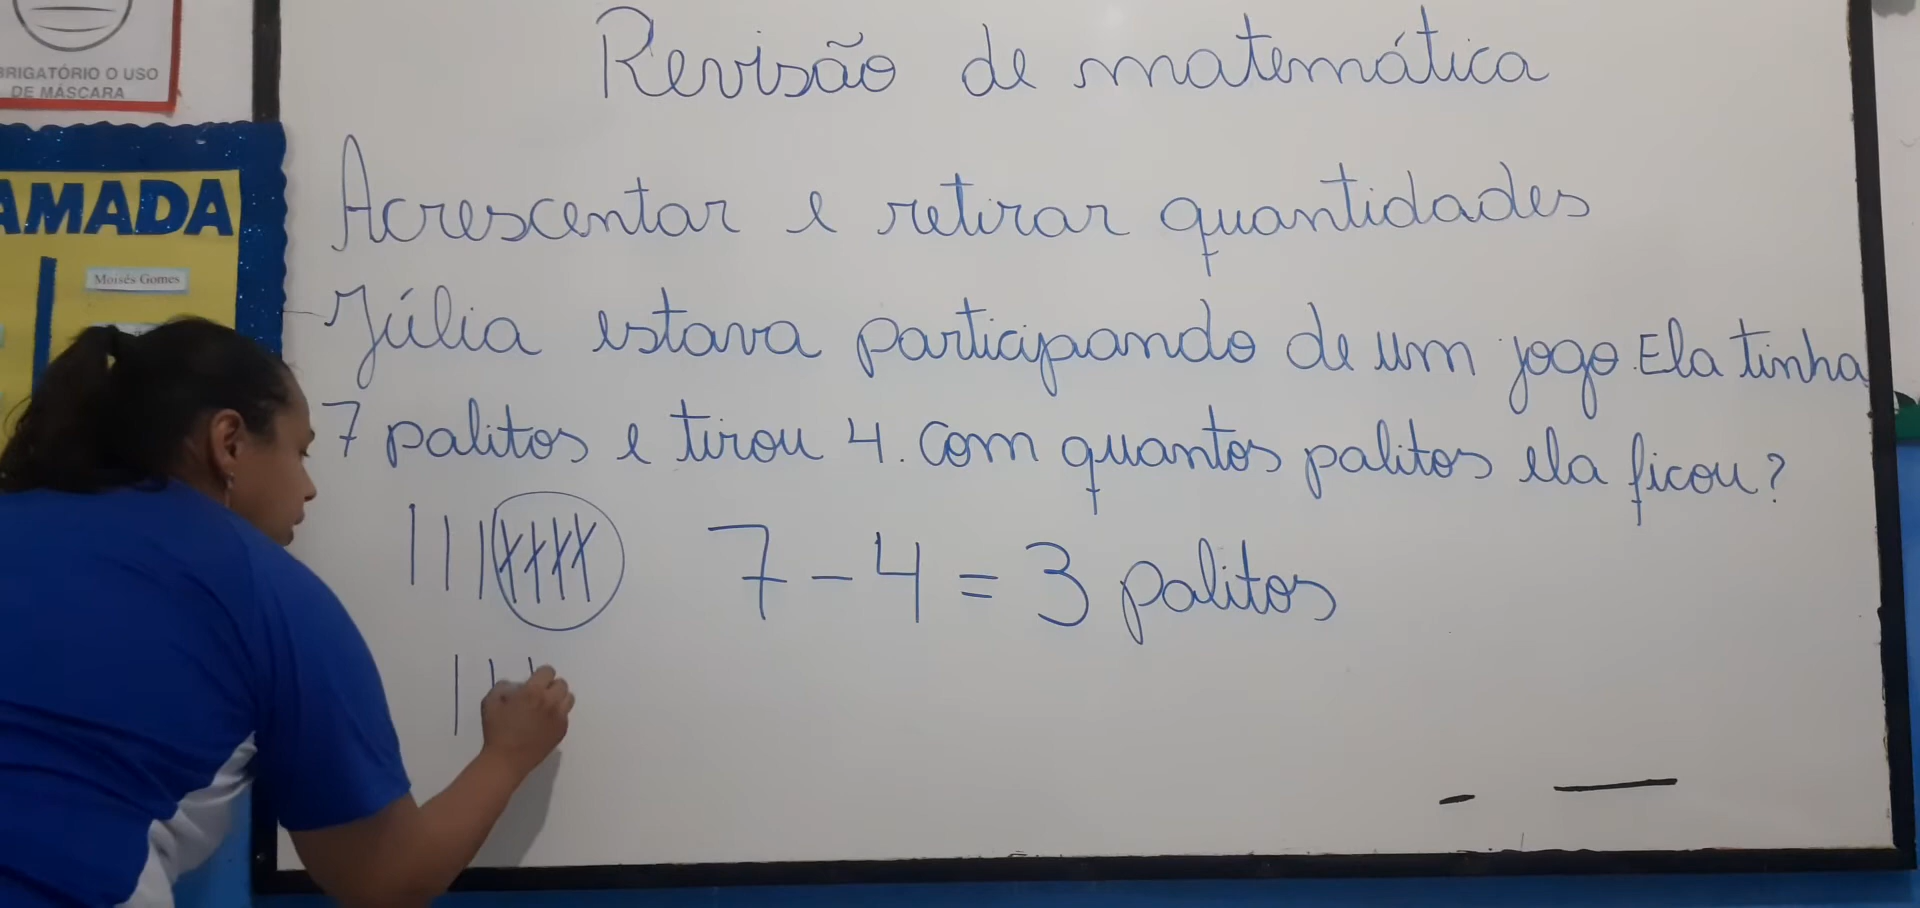 BRIGATÓRIO O USO
DE MÁSCARA
AMADA
Moisés Gomes
Revisão de matemática
Acrescentar e retirar quantidades
Júlia estava participando de um jogo. Ela tinha
7 palitos e tirou 4. Com quantos palitos ela ficou?
7 - 4 = 3 palitos